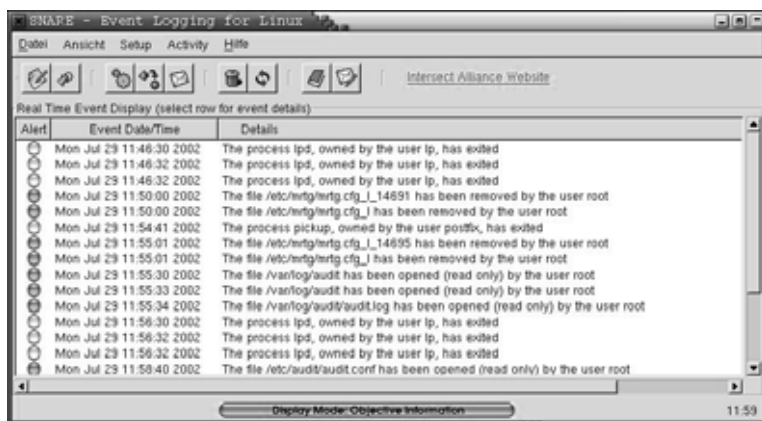 SNARE - Event Logging for Linux
Datei Ansicht Setup Activity Hilfe
Intersect Alliance Website
Real Time Event Display (select row for event details)
Alert Event Date/Time Details
Mon Jul 29 11:46:30 2002 The process lpd, owned by the user lp, has exited
Mon Jul 29 11:46:32 2002 The process lpd, owned by the user lp, has exited
Mon Jul 29 11:46:32 2002 The process lpd, owned by the user lp, has exited
Mon Jul 29 11:50:00 2002 The file /etc/mrtg/mrtg.cfg_l_14691 has been removed by the user root
Mon Jul 29 11:50:00 2002 The file /etc/mrtg/mrtg.cfg_l has been removed by the user root
Mon Jul 29 11:54:41 2002 The process pickup, owned by the user postfix, has exited
Mon Jul 29 11:55:01 2002 The file /etc/mrtg/mrtg.cfg_l_14695 has been removed by the user root
Mon Jul 29 11:55:01 2002 The file /etc/mrtg/mrtg.cfg_l has been removed by the user root
Mon Jul 29 11:55:30 2002 The file /var/log/audit has been opened (read only) by the user root
Mon Jul 29 11:55:33 2002 The file /var/log/audit has been opened (read only) by the user root
Mon Jul 29 11:55:34 2002 The file /var/log/audit/audit.log has been opened (read only) by the user root
Mon Jul 29 11:56:30 2002 The process lpd, owned by the user lp, has exited
Mon Jul 29 11:56:32 2002 The process lpd, owned by the user lp, has exited
Mon Jul 29 11:56:32 2002 The process lpd, owned by the user lp, has exited
Mon Jul 29 11:58:40 2002 The file /etc/audit/audit.conf has been opened (read only) by the user root
Display Mode: Objective Information 11:59